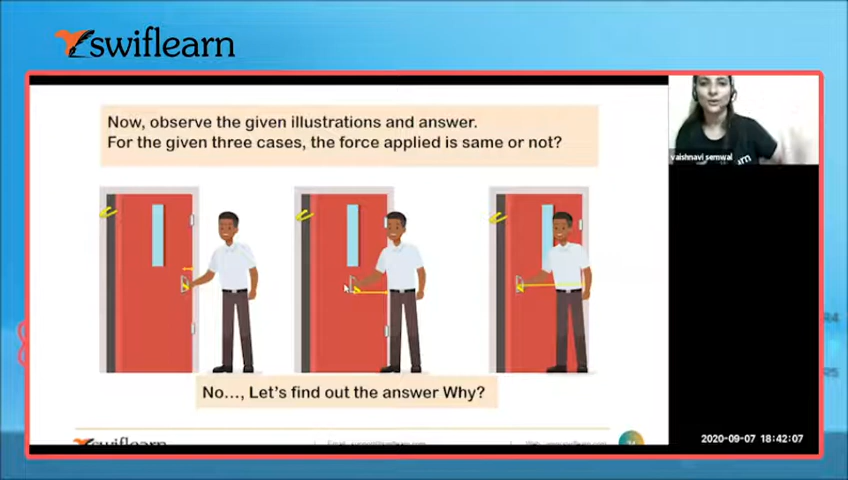 swiflearn
Now, observe the given illustrations and answer.
For the given three cases, the force applied is same or not?
vaishnavi semwal
No..., Let's find out the answer Why?
swiflearn
2020-09-07 18:42:07